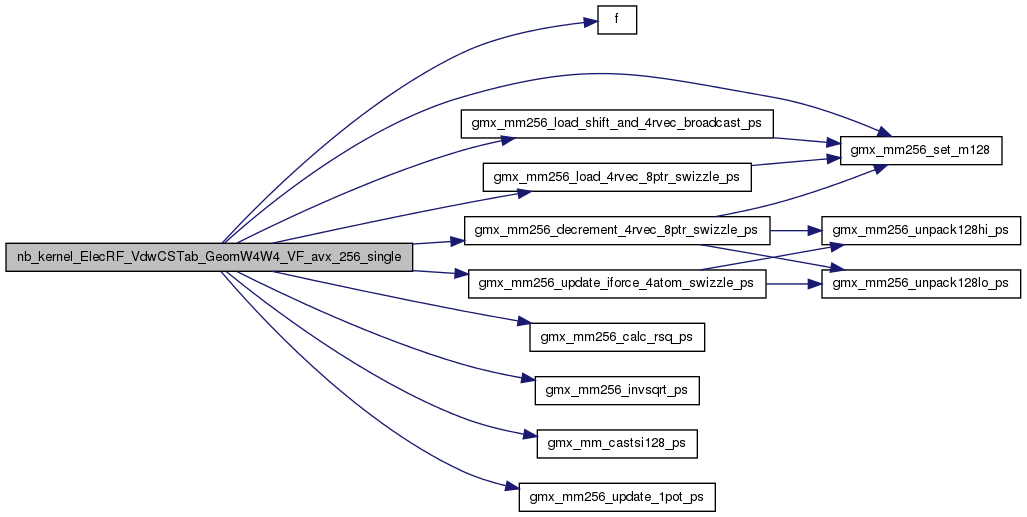 f
gmx_mm256_load_shift_and_4rvec_broadcast_ps
gmx_mm256_set_m128
gmx_mm256_load_4rvec_8ptr_swizzle_ps
gmx_mm256_decrement_4rvec_8ptr_swizzle_ps
gmx_mm256_unpack128hi_ps
nb_kernel_ElecRF_VdwCSTab_GeomW4W4_VF_avx_256_single
gmx_mm256_update_iforce_4atom_swizzle_ps
gmx_mm256_unpack128lo_ps
gmx_mm256_calc_rsq_ps
gmx_mm256_invsqrt_ps
gmx_mm_castsi128_ps
gmx_mm256_update_1pot_ps